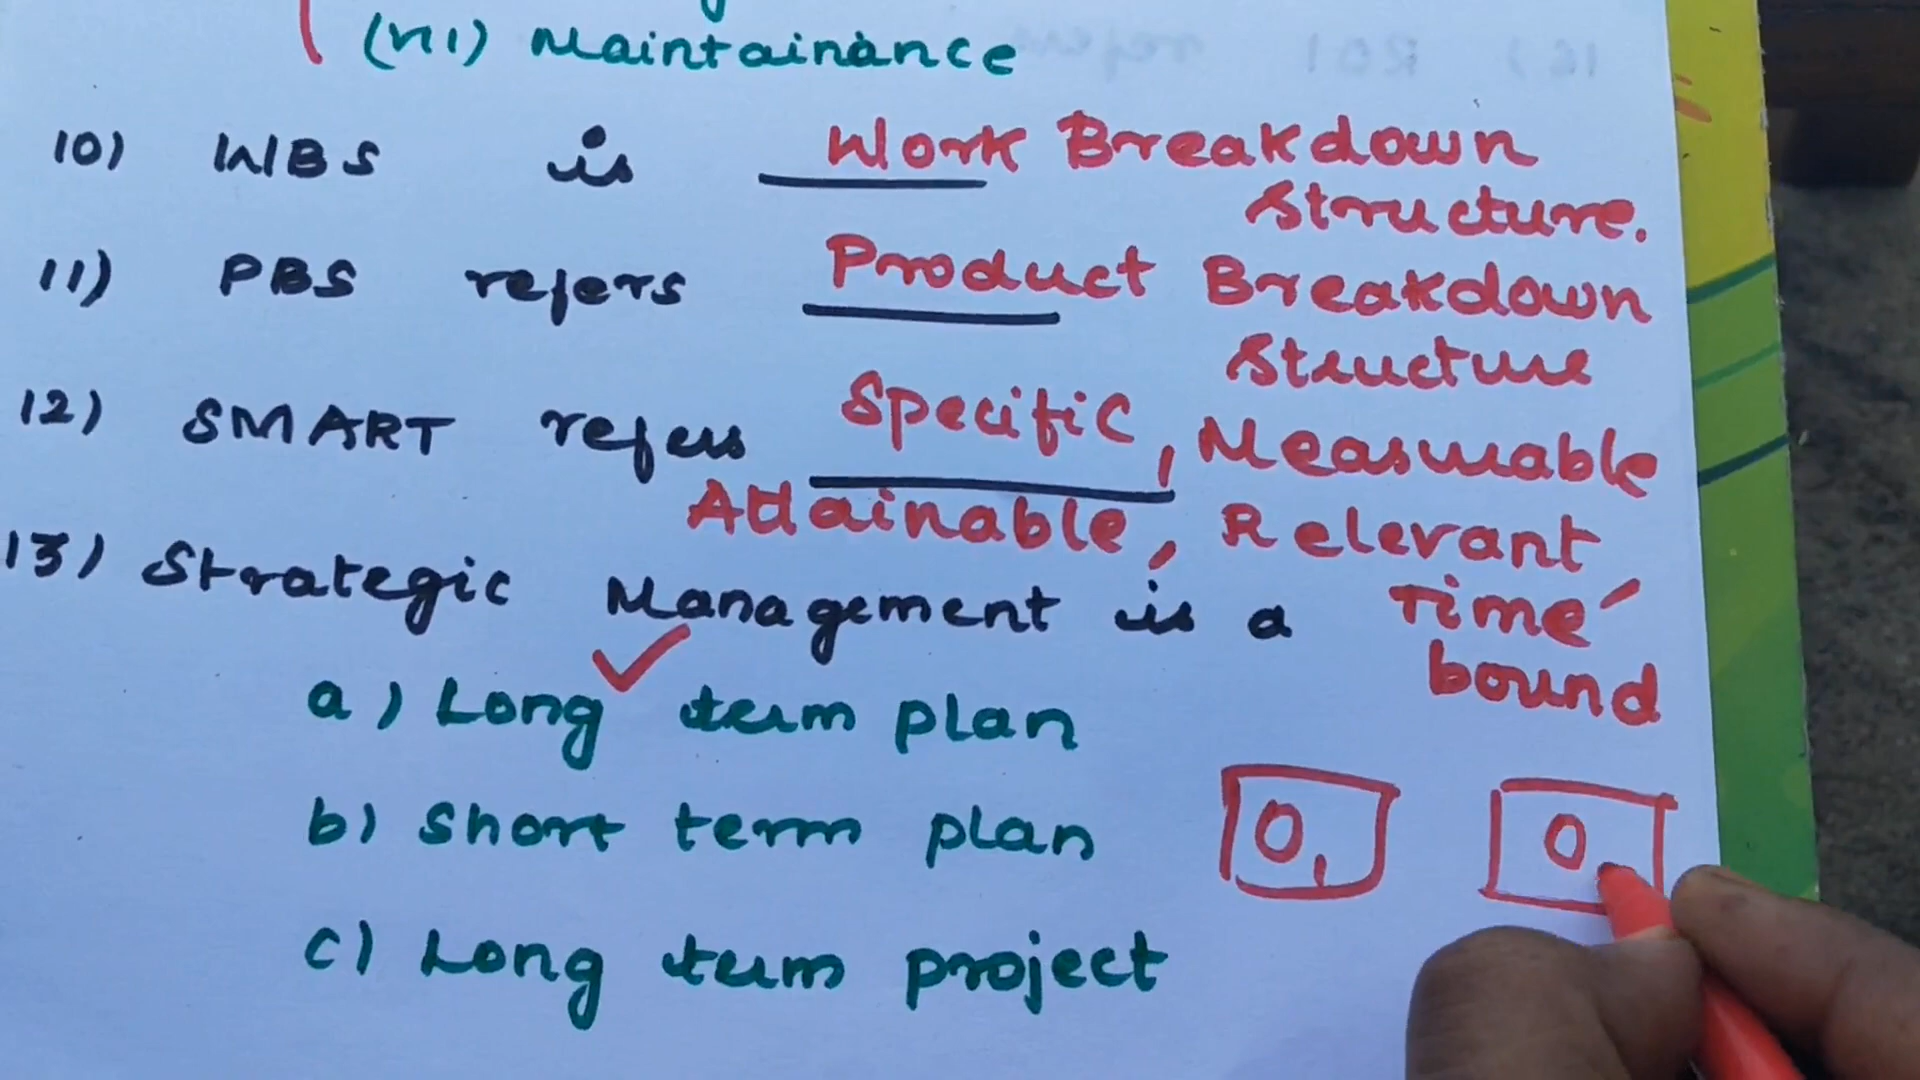 (vii) Maintainance
10) WBS is Work Breakdown
Structure.
11) PBS refers Product Breakdown
Structure
12) SMART refers Specific, Measurable
Attainable, Relevant,
13) Strategic Management is a Time
bound
a) Long term plan
b) Short term plan
c) Long term project
O,
O